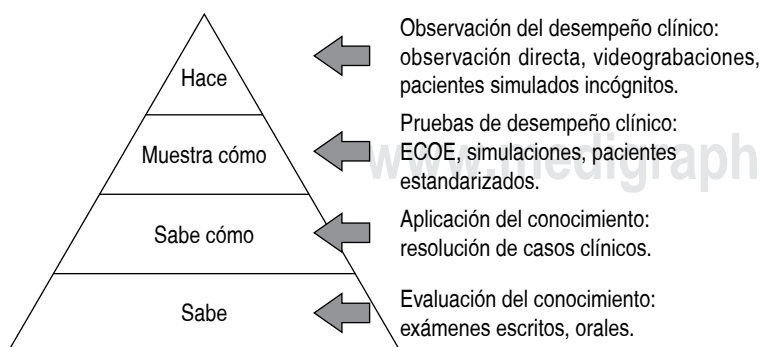 Hace
Observación del desempeño clínico:
observación directa, videograbaciones,
pacientes simulados incógnitos.
Muestra cómo
Pruebas de desempeño clínico:
ECOE, simulaciones, pacientes
estandarizados.
www.medigraph
Sabe cómo
Aplicación del conocimiento:
resolución de casos clínicos.
Sabe
Evaluación del conocimiento:
exámenes escritos, orales.